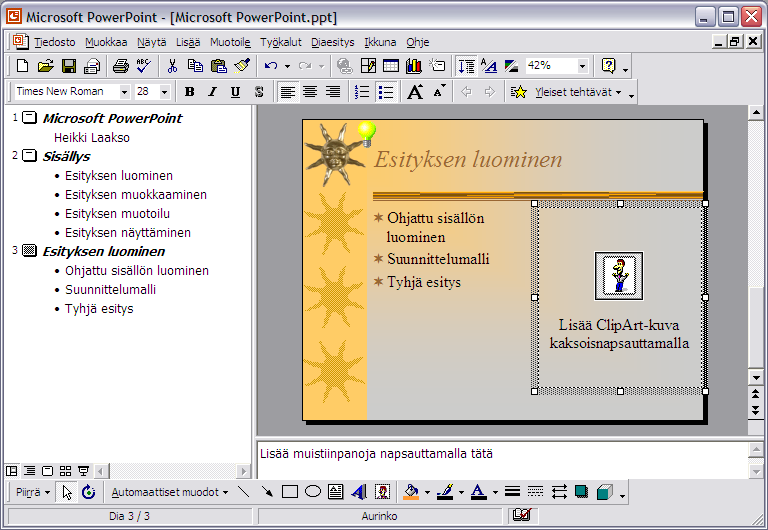 Microsoft PowerPoint - [Microsoft PowerPoint.ppt]
Tiedosto Muokkaa Näytä Lisää Muotoile Työkalut Diaesitys Ikkuna Ohje
42%
Times New Roman 28 B I U S A A Yleiset tehtävät
1 Microsoft PowerPoint
Heikki Laakso
2 Sisällys
• Esityksen luominen
• Esityksen muokkaaminen
• Esityksen muotoilu
• Esityksen näyttäminen
3 Esityksen luominen
• Ohjattu sisällön luominen
• Suunnittelumalli
• Tyhjä esitys
Esityksen luominen
Ohjattu sisällön
luominen
Suunnittelumalli
Tyhjä esitys
Lisää ClipArt-kuva
kaksoisnapsauttamalla
Lisää muistiinpanoja napsauttamalla tätä
Piirrä Automaattiset muodot
Dia 3 / 3 Aurinko